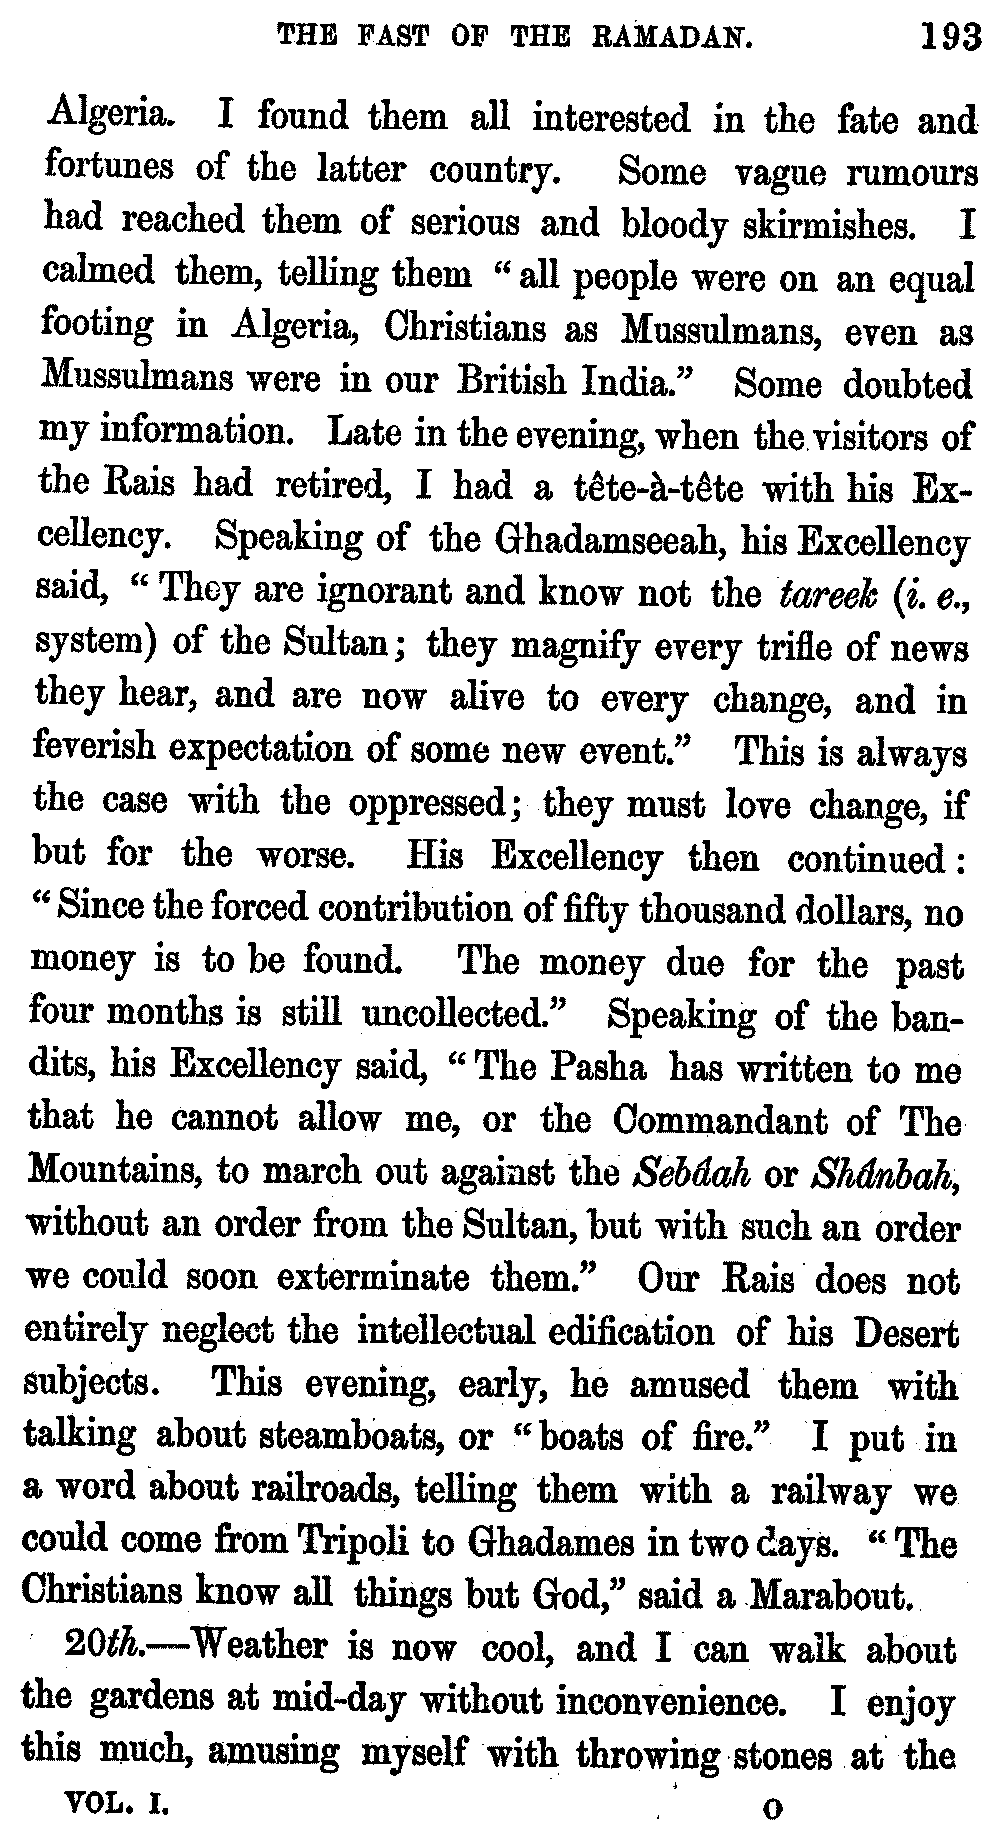 THE FAST OF THE RAMADAN. 193
Algeria. I found them all interested in the fate and
fortunes of the latter country. Some vague rumours
had reached them of serious and bloody skirmishes. I
calmed them, telling them “all people were on an equal
footing in Algeria, Christians as Mussulmans, even as
Mussulmans were in our British India.” Some doubted
my information. Late in the evening, when the visitors of
the Rais had retired, I had a tête-à-tête with his Ex-
cellency. Speaking of the Ghadamseeah, his Excellency
said, “They are ignorant and know not the tareek (i. e.,
system) of the Sultan; they magnify every trifle of news
they hear, and are now alive to every change, and in
feverish expectation of some new event.” This is always
the case with the oppressed; they must love change, if
but for the worse. His Excellency then continued:
“Since the forced contribution of fifty thousand dollars, no
money is to be found. The money due for the past
four months is still uncollected.” Speaking of the ban-
dits, his Excellency said, “The Pasha has written to me
that he cannot allow me, or the Commandant of The
Mountains, to march out against the Sebâah or Shânbah,
without an order from the Sultan, but with such an order
we could soon exterminate them.” Our Rais does not
entirely neglect the intellectual edification of his Desert
subjects. This evening, early, he amused them with
talking about steamboats, or “boats of fire.” I put in
a word about railroads, telling them with a railway we
could come from Tripoli to Ghadames in two days. “The
Christians know all things but God,” said a Marabout.
20th.—Weather is now cool, and I can walk about
the gardens at mid-day without inconvenience. I enjoy
this much, amusing myself with throwing stones at the
VOL. I. O